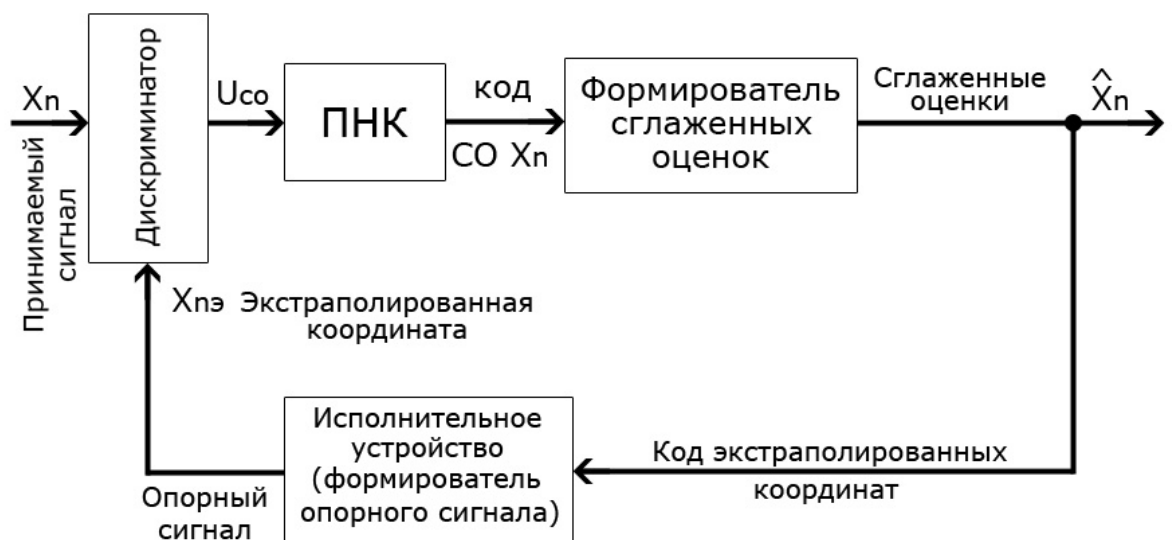 Xn
Принимаемый
сигнал
Дискриминатор
Uco
ПНК
код
СО Xn
Формирователь
сглаженных
оценок
Сглаженные
оценки
X̂n
Xnэ Экстраполированная
координата
Исполнительное
устройство
(формирователь
опорного сигнала)
Код экстраполированных
координат
Опорный
сигнал